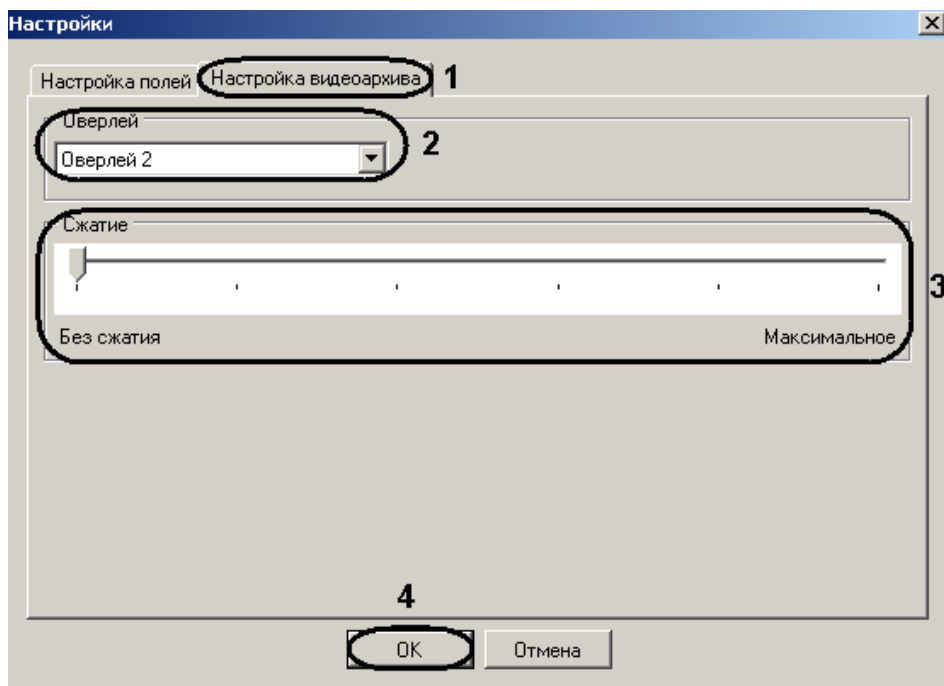 Настройки
Настройка полей Настройка видеоархива 1
Оверлей
Оверлей 2 2
Сжатие
3
Без сжатия Максимальное
4
OK Отмена